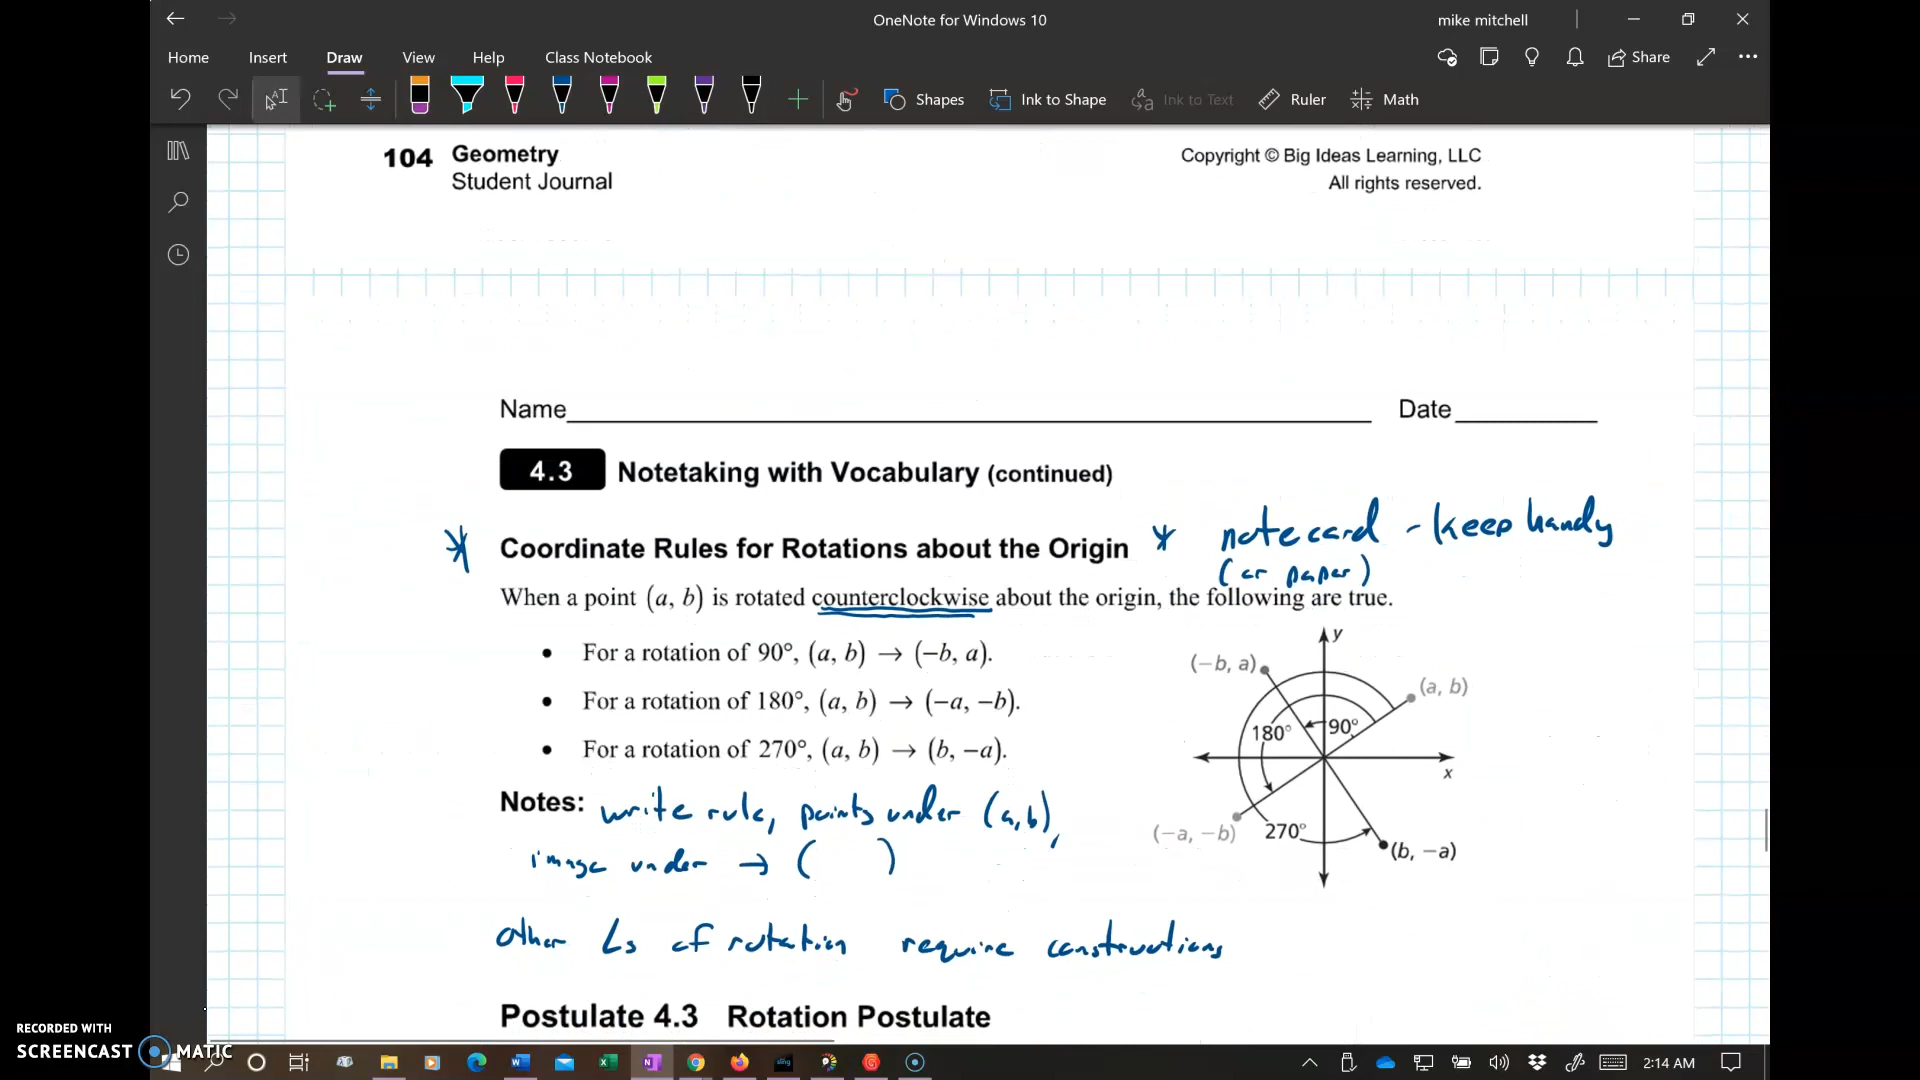 OneNote for Windows 10
mike mitchell
Home Insert Draw View Help Class Notebook
Share
Shapes Ink to Shape Ink to Text Ruler Math
104 Geometry
Student Journal
Copyright © Big Ideas Learning, LLC
All rights reserved.
Name Date
4.3 Notetaking with Vocabulary (continued)
* Coordinate Rules for Rotations about the Origin * notecard - keep handy
(or paper)
When a point (a, b) is rotated counterclockwise about the origin, the following are true.
• For a rotation of 90°, (a, b) → (−b, a).
• For a rotation of 180°, (a, b) → (−a, −b).
• For a rotation of 270°, (a, b) → (b, −a).
y
(−b, a)
(a, b)
180° 90°
x
(−a, −b) 270°
(b, −a)
Notes: write rule, points under (a,b),
image under → ( )
other ∠s of rotation require constructions
Postulate 4.3 Rotation Postulate
RECORDED WITH
SCREENCAST MATIC
2:14 AM